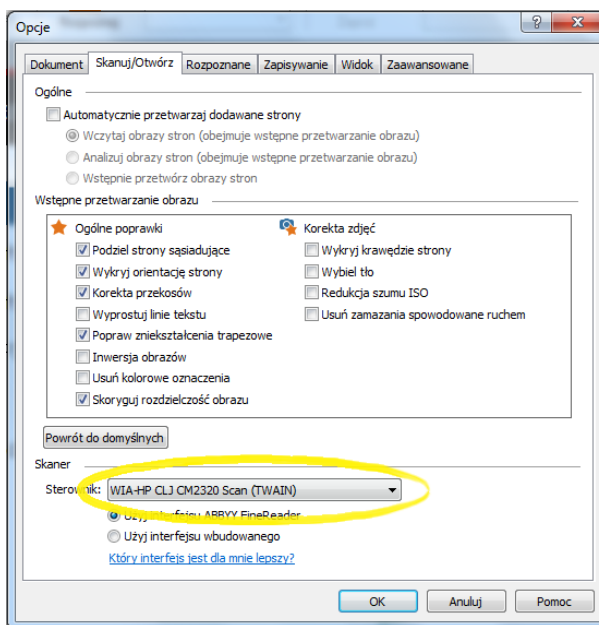 Opcje
Dokument Skanuj/Otwórz Rozpoznane Zapisywanie Widok Zaawansowane
Ogólne
Automatycznie przetwarzaj dodawane strony
Wczytaj obrazy stron (obejmuje wstępne przetwarzanie obrazu)
Analizuj obrazy stron (obejmuje wstępne przetwarzanie obrazu)
Wstępnie przetwórz obrazy stron
Wstępne przetwarzanie obrazu
Ogólne poprawki
Podziel strony sąsiadujące
Wykryj orientację strony
Korekta przekosów
Wyprostuj linie tekstu
Popraw zniekształcenia trapezowe
Inwersja obrazów
Usuń kolorowe oznaczenia
Skoryguj rozdzielczość obrazu
Korekta zdjęć
Wykryj krawędzie strony
Wybiel tło
Redukcja szumu ISO
Usuń zamazania spowodowane ruchem
Powrót do domyślnych
Skaner
Sterownik: WIA-HP CLJ CM2320 Scan (TWAIN)
Użyj interfejsu ABBYY FineReader
Użyj interfejsu wbudowanego
Który interfejs jest dla mnie lepszy?
OK Anuluj Pomoc